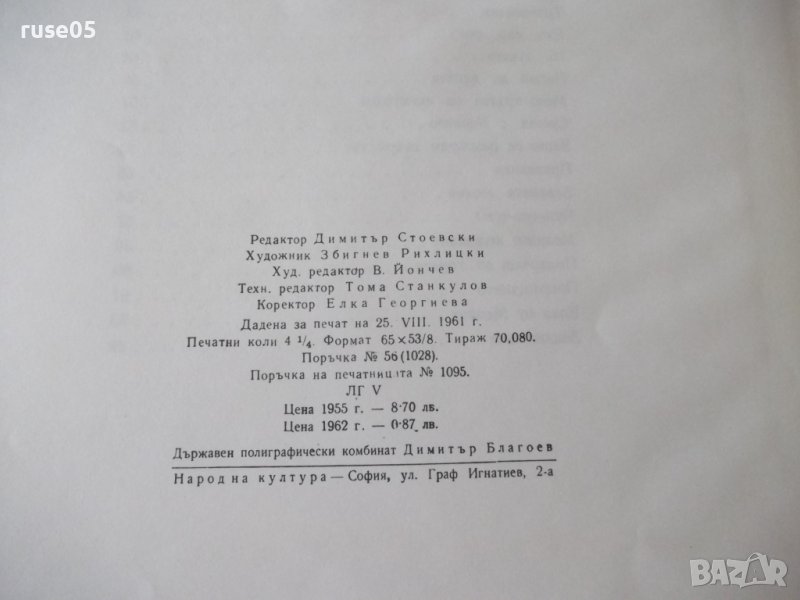 ruse05
Редактор Димитър Стоевски
Художник Збигнев Рихлицки
Худ. редактор В. Йончев
Техн. редактор Тома Станкулов
Коректор Елка Георгиева
Дадена за печат на 25. VIII. 1961 г.
Печатни коли 4 1/4. Формат 65×53/8. Тираж 70,080.
Поръчка № 56 (1028).
Поръчка на печатницата № 1095.
ЛГ V
Цена 1955 г. — 8·70 лв.
Цена 1962 г. — 0·87 лв.
Държавен полиграфически комбинат Димитър Благоев
Народна култура — София, ул. Граф Игнатиев, 2-а
BAZAR